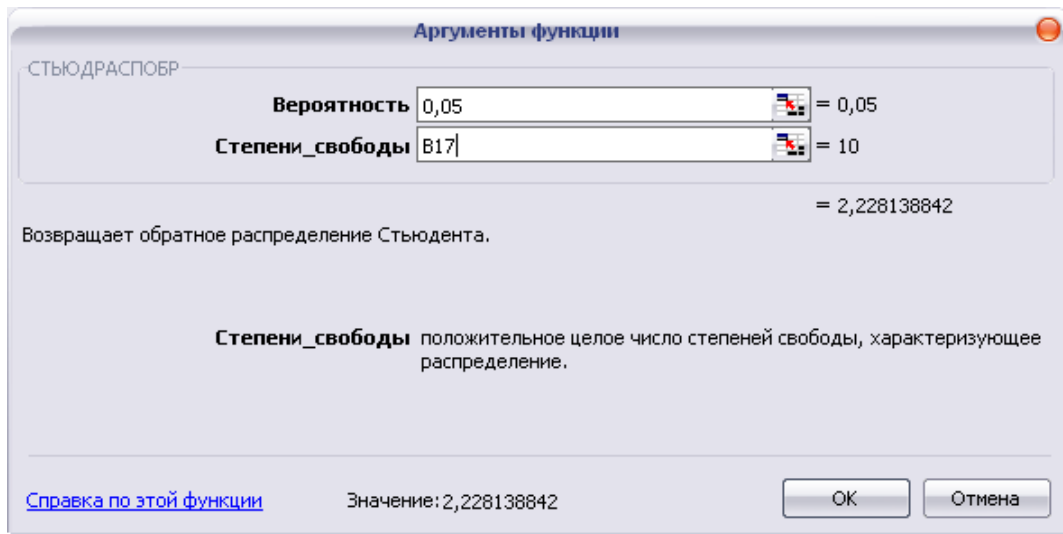 Аргументы функции
СТЬЮДРАСПОБР
Вероятность 0,05 = 0,05
Степени_свободы B17 = 10
= 2,228138842
Возвращает обратное распределение Стьюдента.
Степени_свободы положительное целое число степеней свободы, характеризующее
распределение.
Справка по этой функции Значение:2,228138842 ОК Отмена